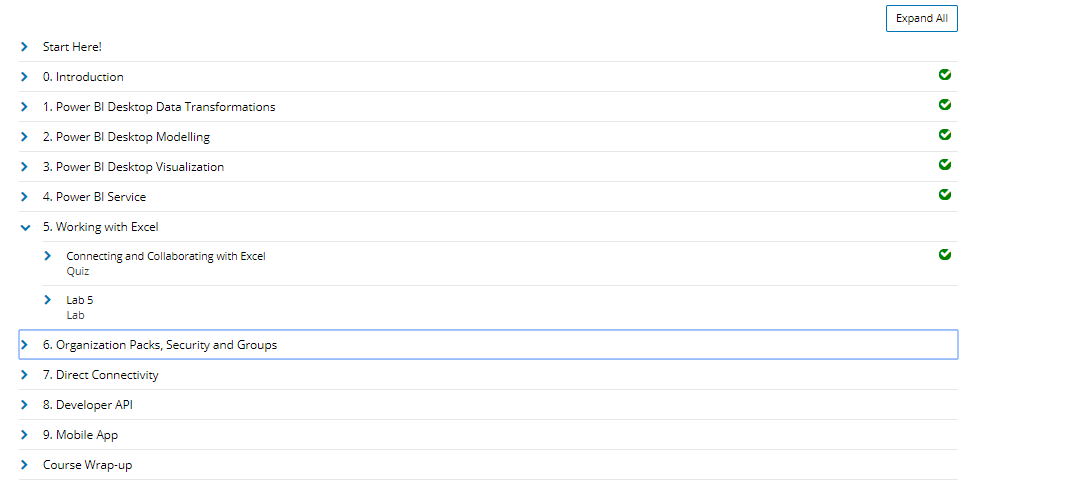 Expand All
Start Here!
0. Introduction
1. Power BI Desktop Data Transformations
2. Power BI Desktop Modelling
3. Power BI Desktop Visualization
4. Power BI Service
5. Working with Excel
Connecting and Collaborating with Excel
Quiz
Lab 5
Lab
6. Organization Packs, Security and Groups
7. Direct Connectivity
8. Developer API
9. Mobile App
Course Wrap-up